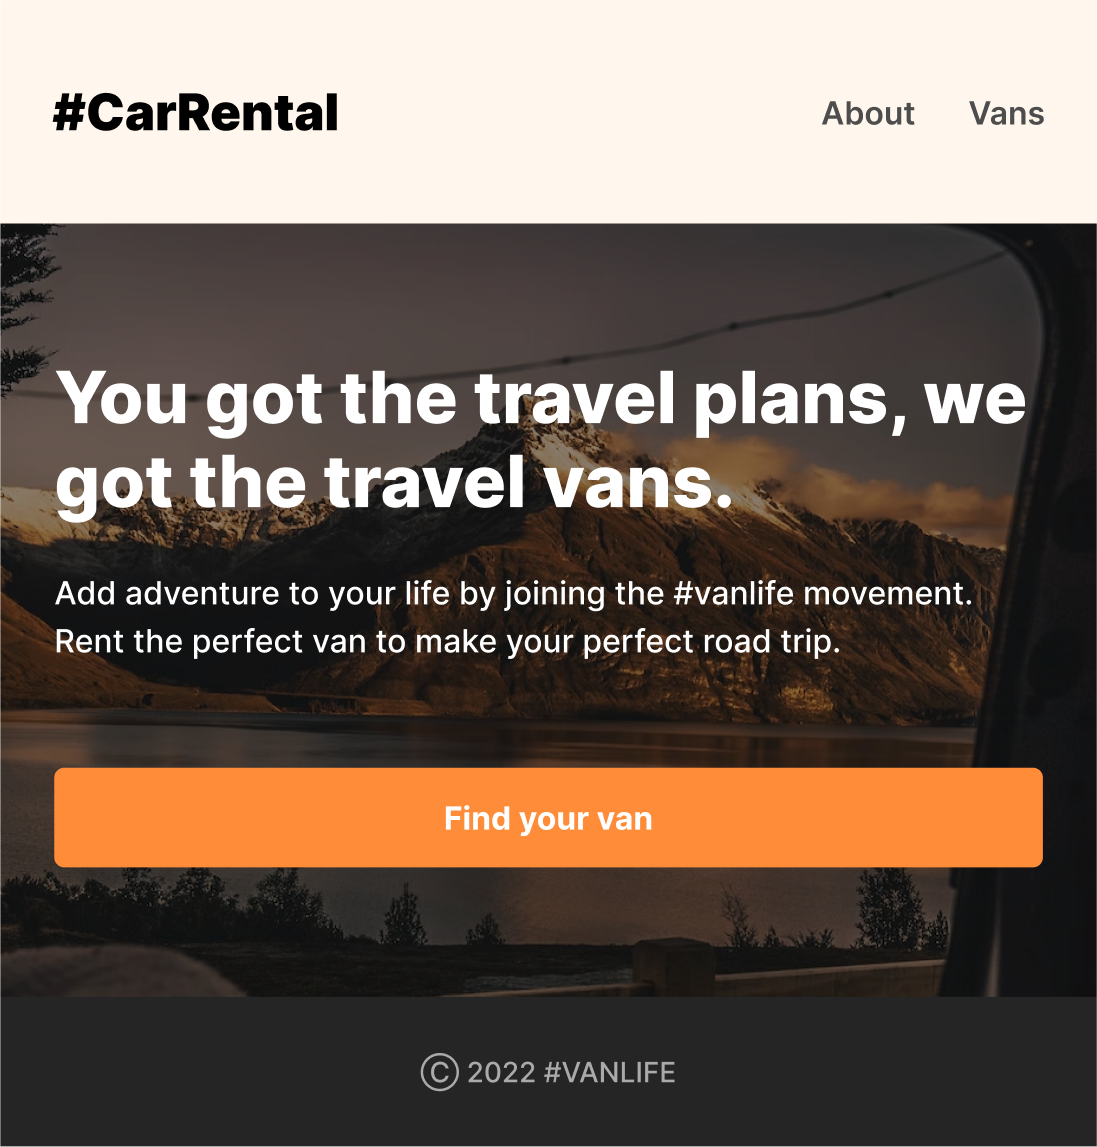 #CarRental
About Vans
You got the travel plans, we
got the travel vans.
Add adventure to your life by joining the #vanlife movement.
Rent the perfect van to make your perfect road trip.
Find your van
Ⓒ 2022 #VANLIFE